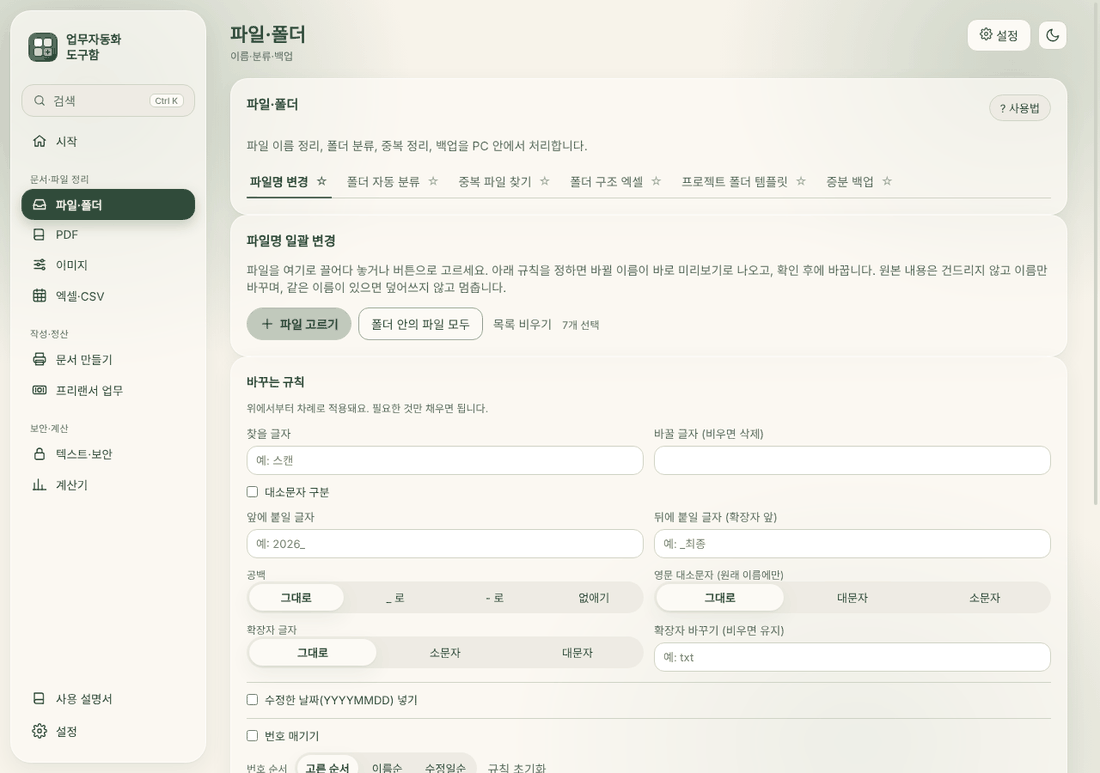 업무자동화
도구함
검색
Ctrl K
시작
문서·파일 정리
파일·폴더
PDF
이미지
엑셀·CSV
작성·정산
문서 만들기
프리랜서 업무
보안·계산
텍스트·보안
계산기
사용 설명서
설정
파일·폴더
이름·분류·백업
설정
파일·폴더
? 사용법
파일 이름 정리, 폴더 분류, 중복 정리, 백업을 PC 안에서 처리합니다.
파일명 변경 ☆ 폴더 자동 분류 ☆ 중복 파일 찾기 ☆ 폴더 구조 엑셀 ☆ 프로젝트 폴더 템플릿 ☆ 증분 백업 ☆
파일명 일괄 변경
파일을 여기로 끌어다 놓거나 버튼으로 고르세요. 아래 규칙을 정하면 바뀔 이름이 바로 미리보기로 나오고, 확인 후에 바꿉니다. 원본 내용은 건드리지 않고 이름만
바꾸며, 같은 이름이 있으면 덮어쓰지 않고 멈춥니다.
+ 파일 고르기 폴더 안의 파일 모두 목록 비우기 7개 선택
바꾸는 규칙
위에서부터 차례로 적용돼요. 필요한 것만 채우면 됩니다.
찾을 글자 바꿀 글자 (비우면 삭제)
예: 스캔
대소문자 구분
앞에 붙일 글자 뒤에 붙일 글자 (확장자 앞)
예: 2026_ 예: _최종
공백 영문 대소문자 (원래 이름에만)
그대로 _ 로 - 로 없애기 그대로 대문자 소문자
확장자 글자 확장자 바꾸기 (비우면 유지)
그대로 소문자 대문자 예: txt
수정한 날짜(YYYYMMDD) 넣기
번호 매기기
번호 순서 고른 순서 이름순 수정일순 규칙 초기화